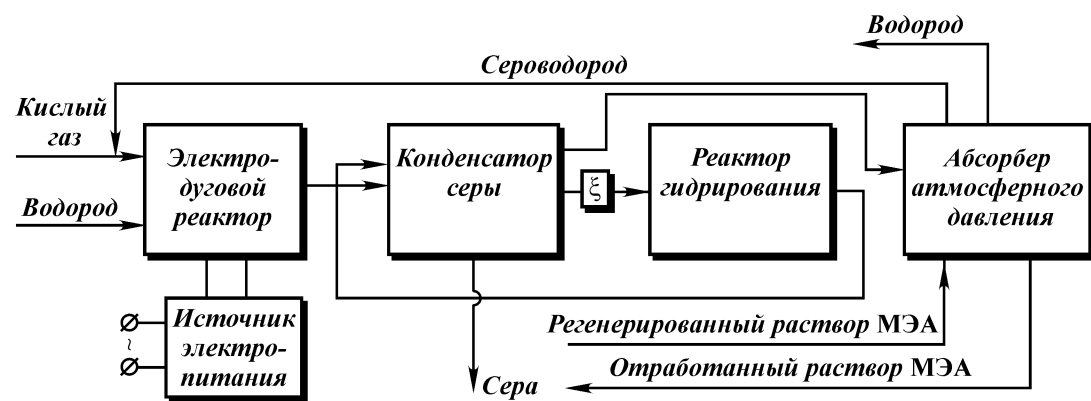 Водород
Сероводород
Кислый
газ
Электро-
дуговой
реактор
Конденсатор
серы
ξ
Реактор
гидрирования
Абсорбер
атмосферного
давления
Водород
Источник
электро-
питания
~
Регенерированный раствор МЭА
Отработанный раствор МЭА
Сера